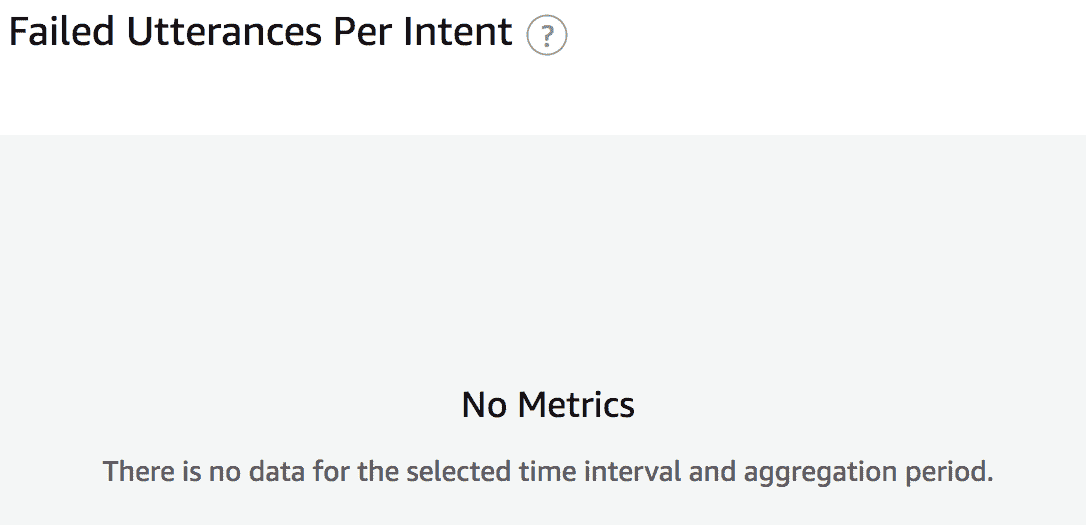 Failed Utterances Per Intent ?
No Metrics
There is no data for the selected time interval and aggregation period.